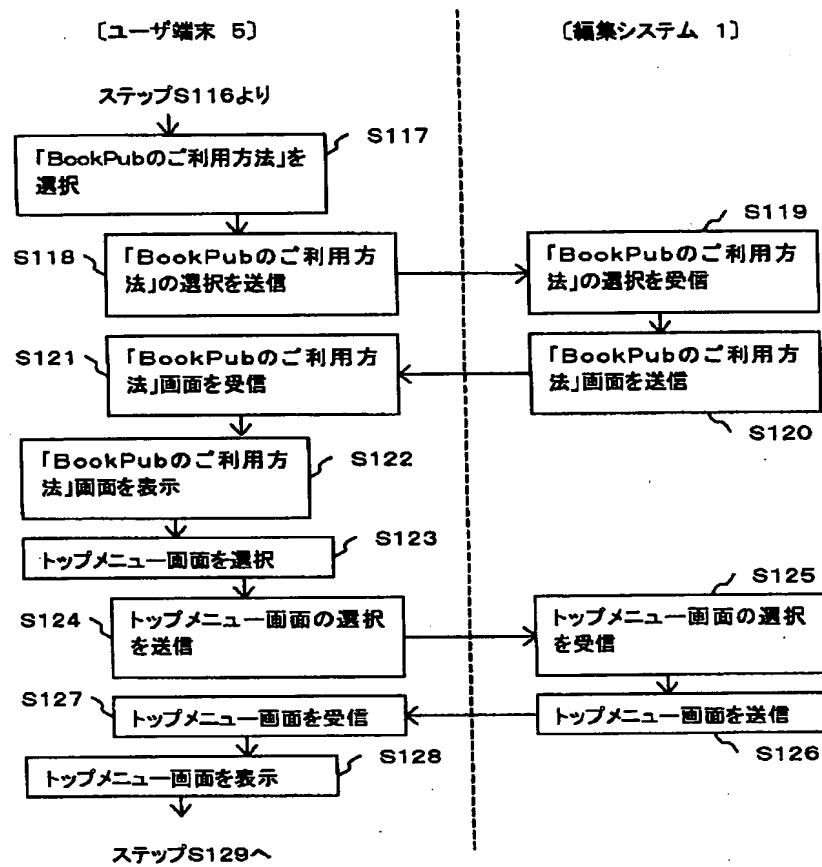 〔ユーザ端末 5〕
〔編集システム 1〕
ステップS116より
S117
「BookPubのご利用方法」を
選択
S118
「BookPubのご利用方
法」の選択を送信
S119
「BookPubのご利用方
法」の選択を受信
S121
「BookPubのご利用方
法」画面を受信
「BookPubのご利用方
法」画面を送信
S120
「BookPubのご利用方
法」画面を表示
S122
トップメニュー画面を選択
S123
S124
トップメニュー画面の選択
を送信
S125
トップメニュー画面の選択
を受信
S127
トップメニュー画面を受信
トップメニュー画面を送信
S126
トップメニュー画面を表示
S128
ステップS129へ